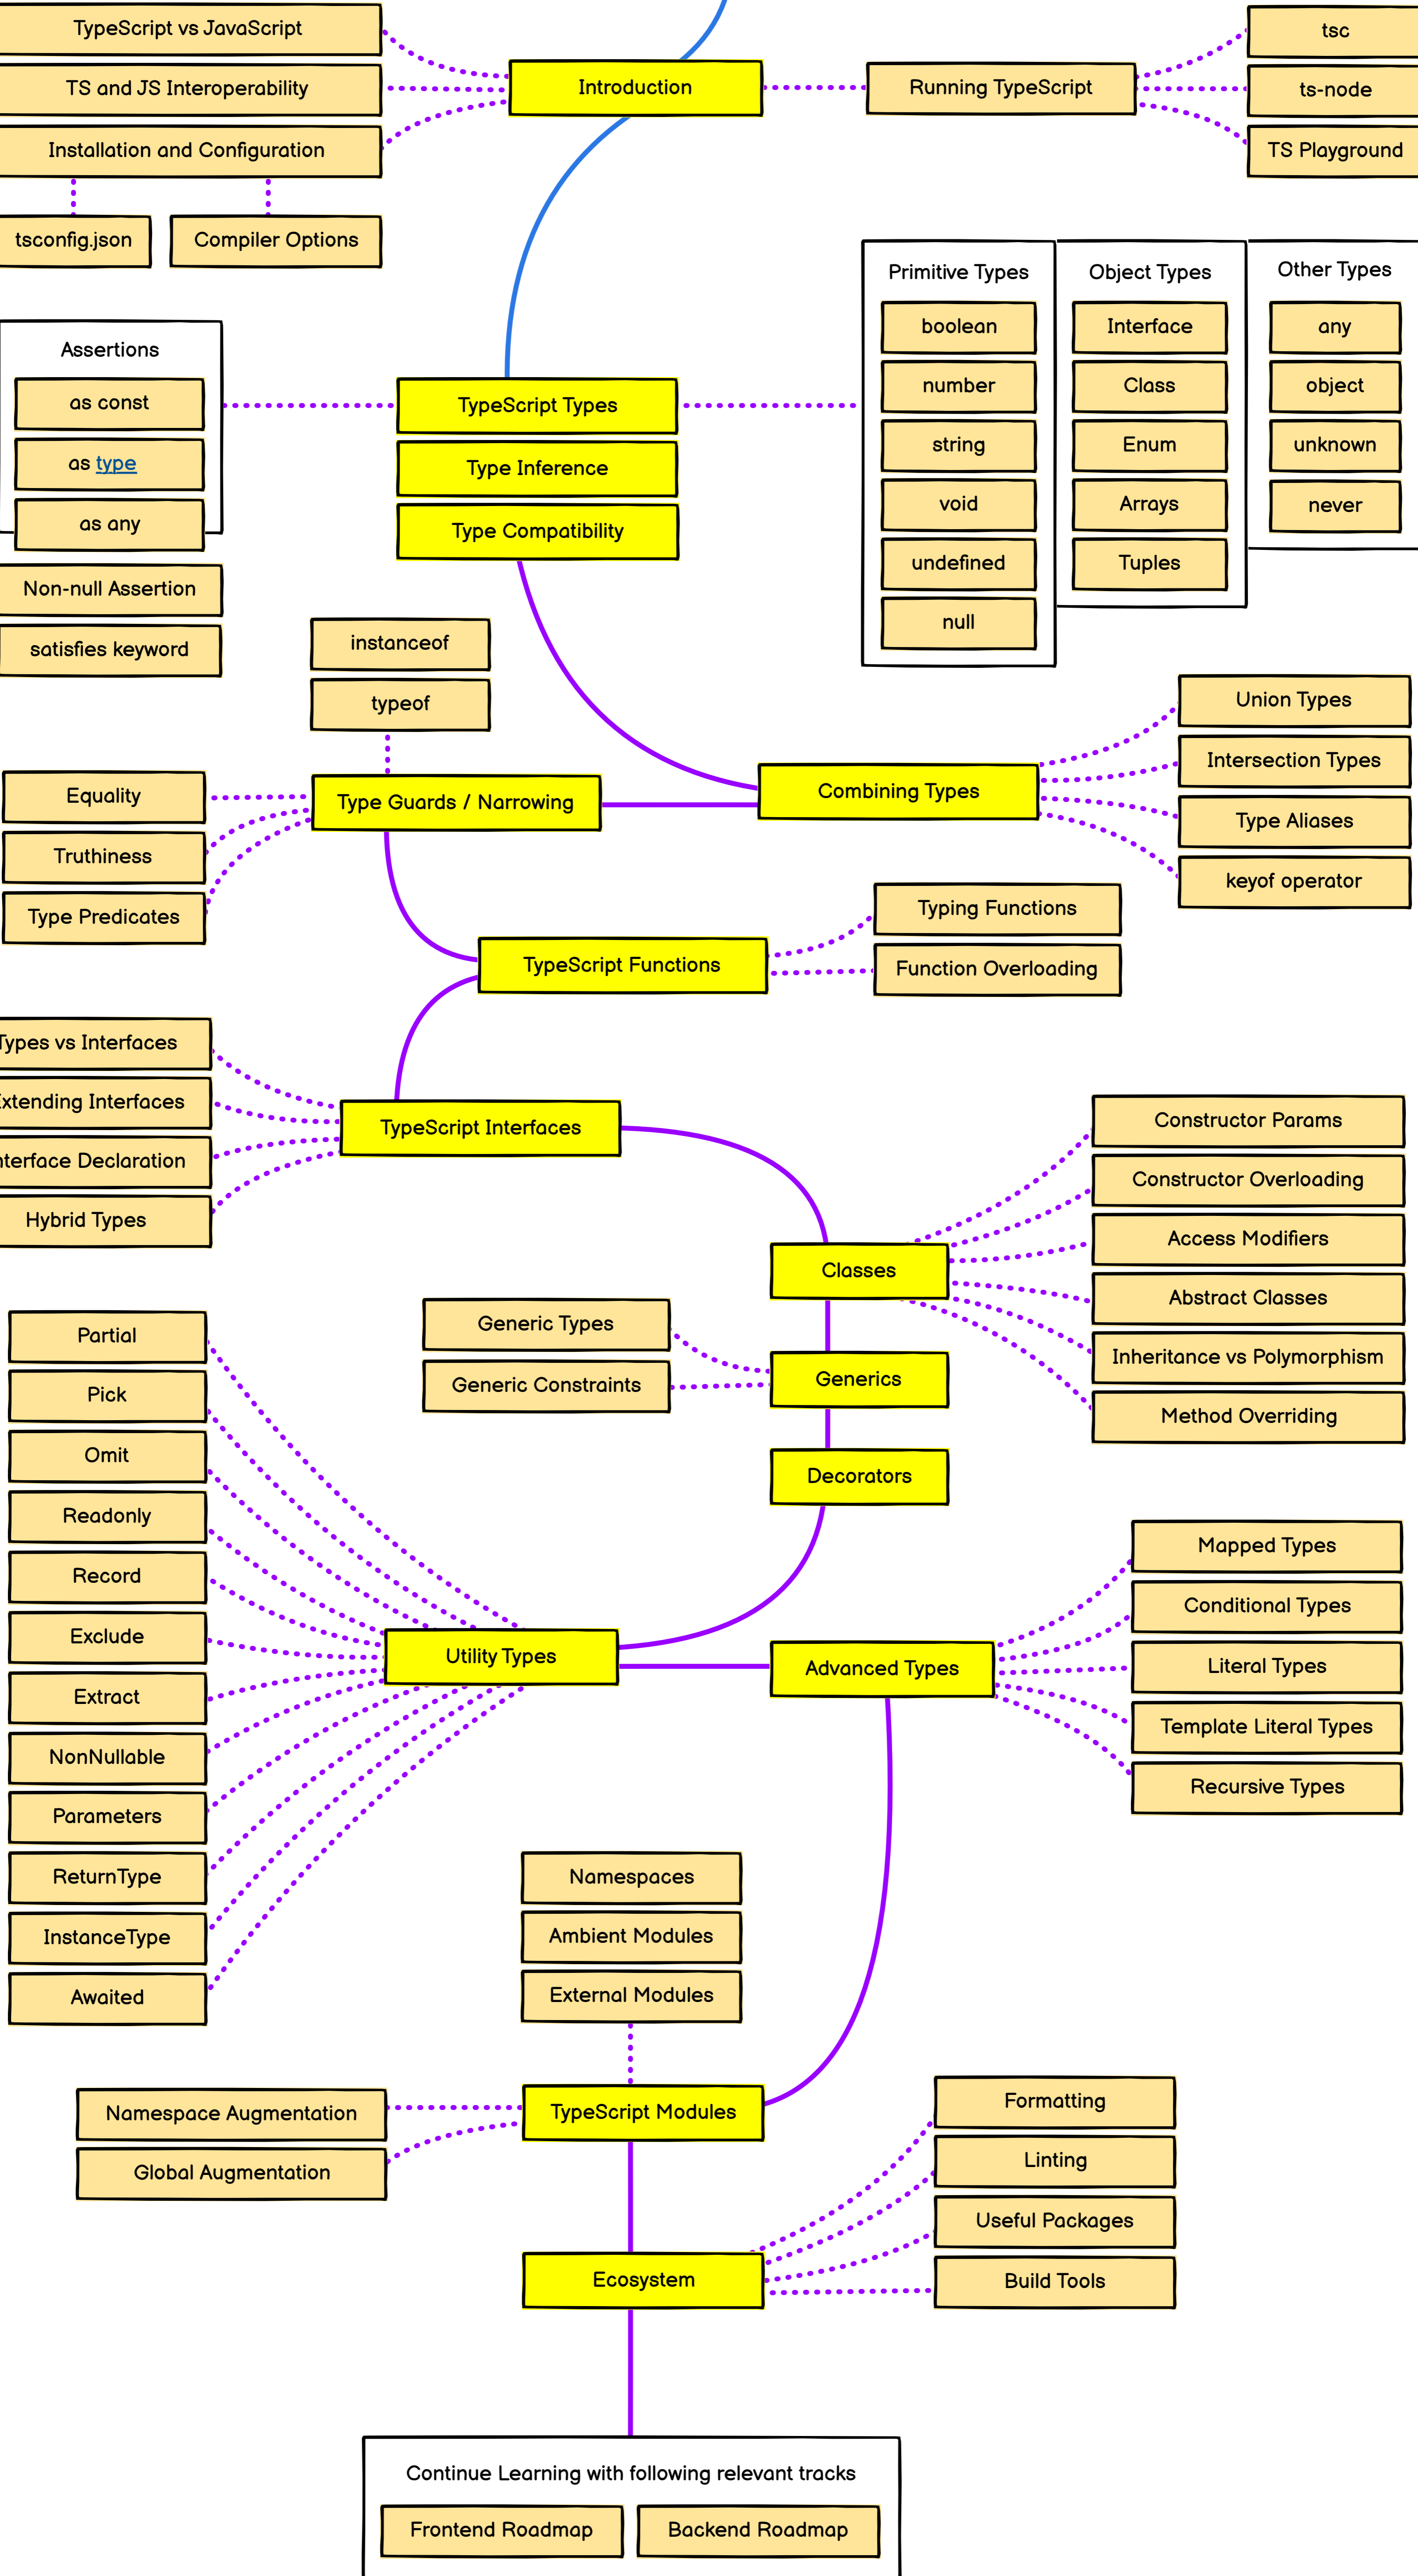 TypeScript vs JavaScript
TS and JS Interoperability
Installation and Configuration
tsconfig.json
Compiler Options
Introduction
Running TypeScript
tsc
ts-node
TS Playground
Assertions
as const
as type
as any
Non-null Assertion
satisfies keyword
TypeScript Types
Type Inference
Type Compatibility
Primitive Types
boolean
number
string
void
undefined
null
Object Types
Interface
Class
Enum
Arrays
Tuples
Other Types
any
object
unknown
never
instanceof
typeof
Equality
Truthiness
Type Predicates
Type Guards / Narrowing
Combining Types
Union Types
Intersection Types
Type Aliases
keyof operator
TypeScript Functions
Typing Functions
Function Overloading
Types vs Interfaces
Extending Interfaces
nterface Declaration
Hybrid Types
TypeScript Interfaces
Classes
Constructor Params
Constructor Overloading
Access Modifiers
Abstract Classes
Inheritance vs Polymorphism
Method Overriding
Generic Types
Generic Constraints
Generics
Decorators
Partial
Pick
Omit
Readonly
Record
Exclude
Extract
NonNullable
Parameters
ReturnType
InstanceType
Awaited
Utility Types
Advanced Types
Mapped Types
Conditional Types
Literal Types
Template Literal Types
Recursive Types
Namespaces
Ambient Modules
External Modules
Namespace Augmentation
Global Augmentation
TypeScript Modules
Ecosystem
Formatting
Linting
Useful Packages
Build Tools
Continue Learning with following relevant tracks
Frontend Roadmap
Backend Roadmap